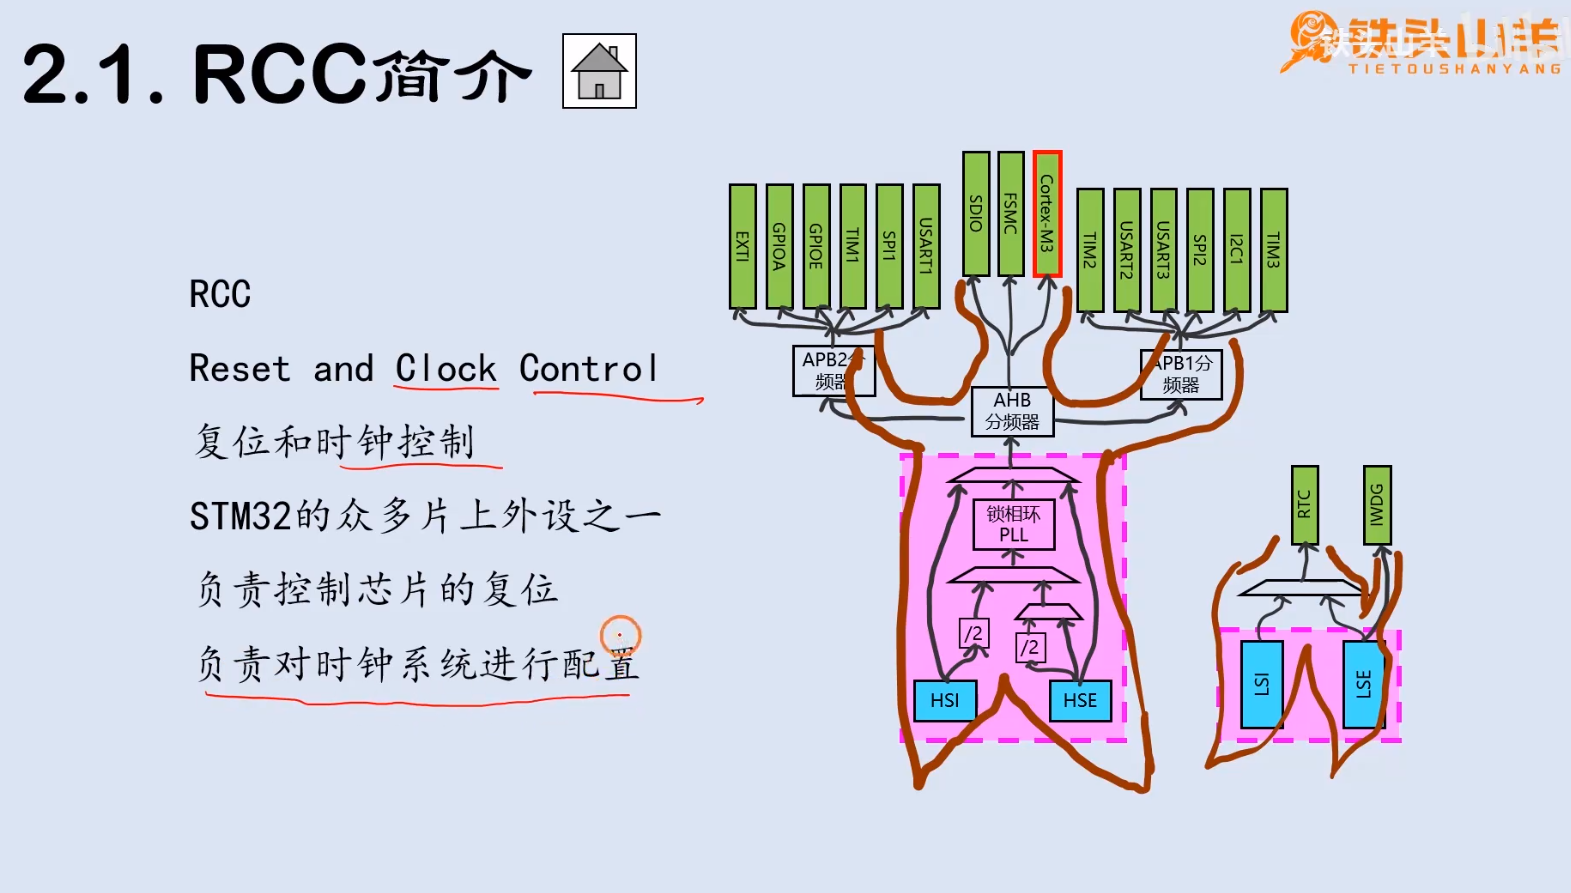 2.1. RCC简介
铁头山羊
TIETOUSHANYANG
RCC
Reset and Clock Control
复位和时钟控制
STM32的众多片上外设之一
负责控制芯片的复位
负责对时钟系统进行配置
EXTI
GPIOA
GPIOE
TIM1
SPI1
USART1
SDIO
FSMC
Cortex-M3
TIM2
USART2
USART3
SPI2
I2C1
TIM3
APB2分
频器
AHB
分频器
APB1分
频器
锁相环
PLL
/2
/2
HSI
HSE
RTC
IWDG
LSI
LSE